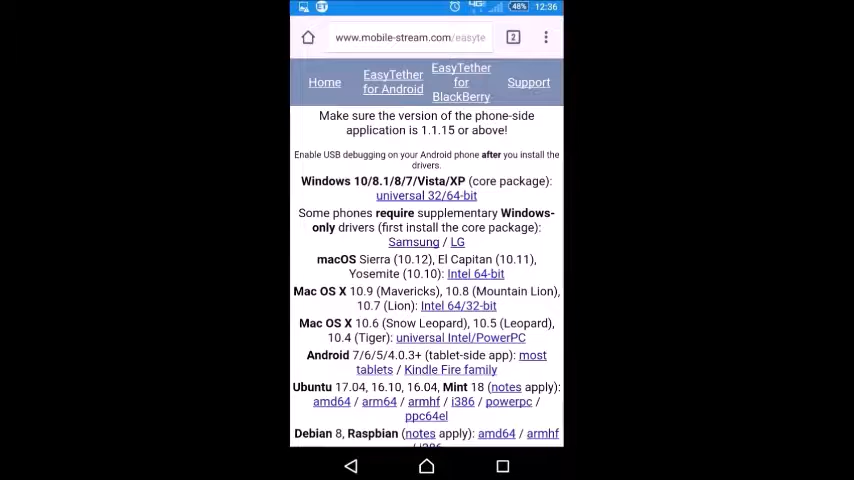 ET 4G 48% 12:36
www.mobile-stream.com/easyte 2
Home EasyTether for Android EasyTether for BlackBerry Support
Make sure the version of the phone-side
application is 1.1.15 or above!
Enable USB debugging on your Android phone after you install the
drivers.
Windows 10/8.1/8/7/Vista/XP (core package):
universal 32/64-bit
Some phones require supplementary Windows-
only drivers (first install the core package):
Samsung / LG
macOS Sierra (10.12), El Capitan (10.11),
Yosemite (10.10): Intel 64-bit
Mac OS X 10.9 (Mavericks), 10.8 (Mountain Lion),
10.7 (Lion): Intel 64/32-bit
Mac OS X 10.6 (Snow Leopard), 10.5 (Leopard),
10.4 (Tiger): universal Intel/PowerPC
Android 7/6/5/4.0.3+ (tablet-side app): most
tablets / Kindle Fire family
Ubuntu 17.04, 16.10, 16.04, Mint 18 (notes apply):
amd64 / arm64 / armhf / i386 / powerpc /
ppc64el
Debian 8, Raspbian (notes apply): amd64 / armhf
/ i386